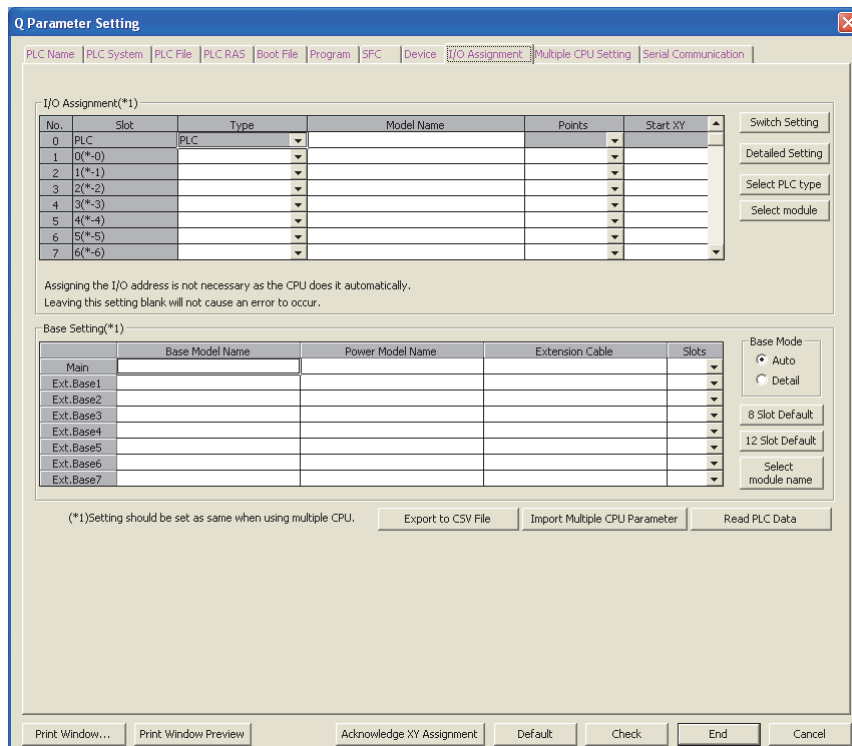 Q Parameter Setting
PLC Name PLC System PLC File PLC RAS Boot File Program SFC Device I/O Assignment Multiple CPU Setting Serial Communication
I/O Assignment(*1)
No. Slot Type Model Name Points Start XY
0 PLC PLC
1 0(*-0)
2 1(*-1)
3 2(*-2)
4 3(*-3)
5 4(*-4)
6 5(*-5)
7 6(*-6)
Switch Setting
Detailed Setting
Select PLC type
Select module
Assigning the I/O address is not necessary as the CPU does it automatically.
Leaving this setting blank will not cause an error to occur.
Base Setting(*1)
Base Model Name Power Model Name Extension Cable Slots
Main
Ext.Base1
Ext.Base2
Ext.Base3
Ext.Base4
Ext.Base5
Ext.Base6
Ext.Base7
Base Mode
Auto
Detail
8 Slot Default
12 Slot Default
Select
module name
(*1)Setting should be set as same when using multiple CPU.
Export to CSV File Import Multiple CPU Parameter Read PLC Data
Print Window... Print Window Preview Acknowledge XY Assignment Default Check End Cancel